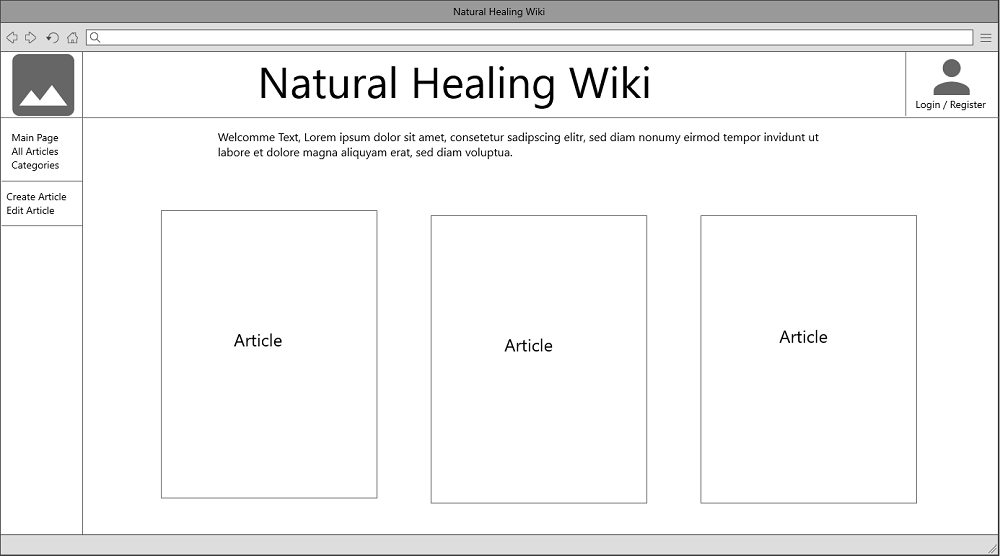 Natural Healing Wiki
Natural Healing Wiki
Login / Register
Main Page
All Articles
Categories
Create Article
Edit Article
Welcomme Text, Lorem ipsum dolor sit amet, consetetur sadipscing elitr, sed diam nonumy eirmod tempor invidunt ut
labore et dolore magna aliquyam erat, sed diam voluptua.
Article
Article
Article